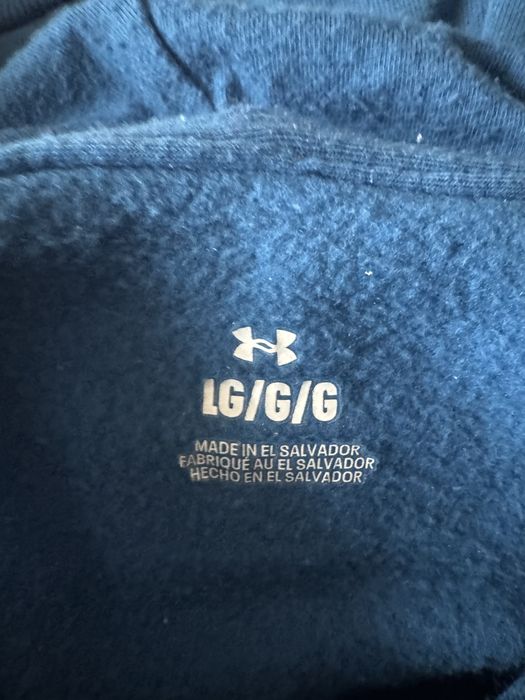 LG/G/G
MADE IN EL SALVADOR
FABRIQUÉ AU EL SALVADOR
HECHO EN EL SALVADOR